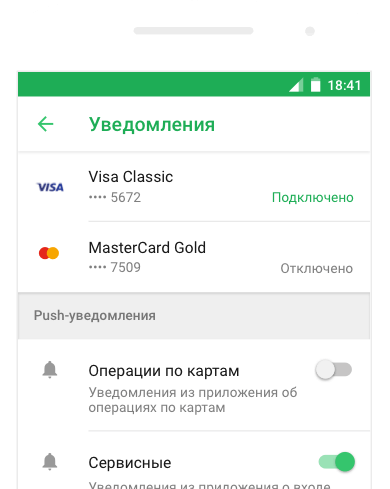 18:41
Уведомления
VISA
Visa Classic
•••• 5672
Подключено
MasterCard Gold
•••• 7509
Отключено
Push-уведомления
Операции по картам
Уведомления из приложения об
операциях по картам
Сервисные
Уведомления из приложения о входе